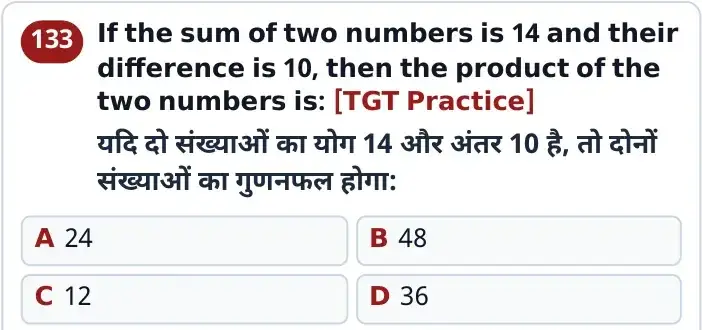 133 If the sum of two numbers is 14 and their
difference is 10, then the product of the
two numbers is: [TGT Practice]
यदि दो संख्याओं का योग 14 और अंतर 10 है, तो दोनों
संख्याओं का गुणनफल होगा:
A 24
B 48
C 12
D 36